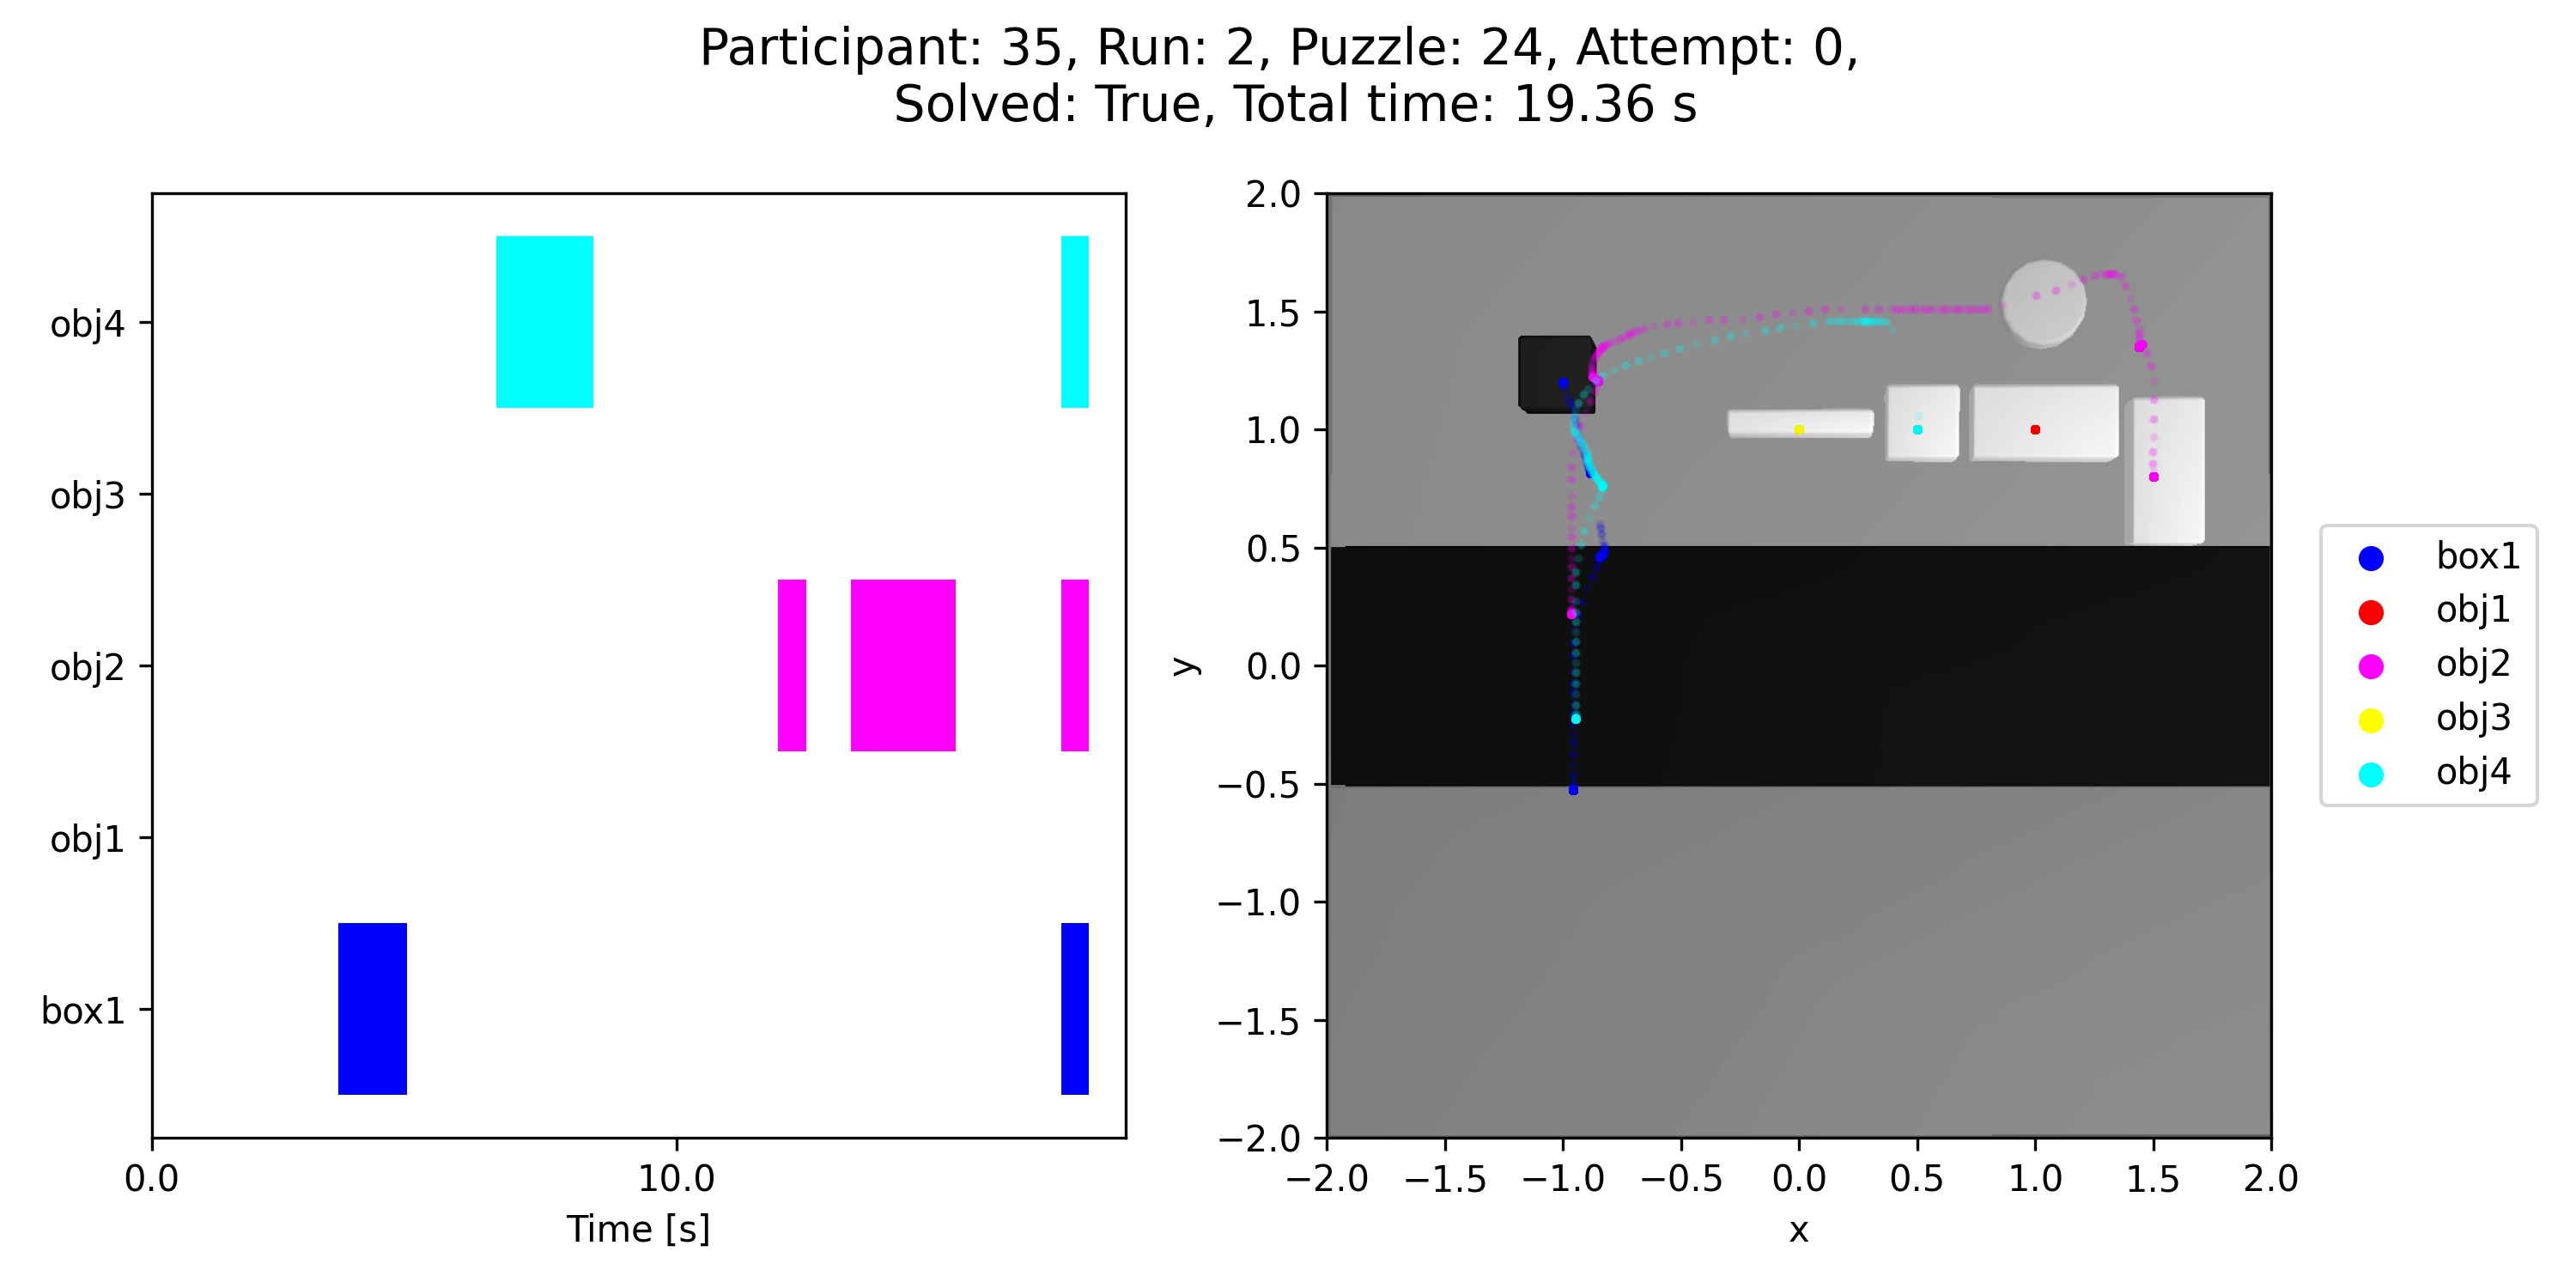 Participant: 35, Run: 2, Puzzle: 24, Attempt: 0,
Solved: True, Total time: 19.36 s
obj4
obj3
obj2
obj1
box1
0.0
10.0
Time [s]
2.0
1.5
1.0
0.5
0.0
−0.5
−1.0
−1.5
−2.0
y
−2.0
−1.5
−1.0
−0.5
0.0
0.5
1.0
1.5
2.0
x
box1
obj1
obj2
obj3
obj4